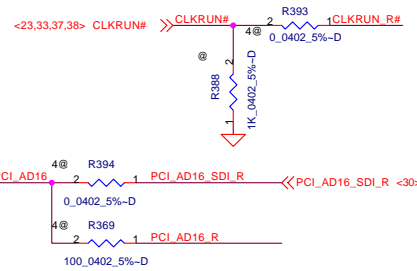 <23,33,37,38> CLKRUN# CLKRUN# R393 CLKRUN_R#
4@ 2 1
0_0402_5%~D
@ 2
R388
1K_0402_5%~D
1
PCI_AD16 4@ R394 PCI_AD16_SDI_R PCI_AD16_SDI_R <30>
2 1
0_0402_5%~D
4@ R369
2 1 PCI_AD16_R
100_0402_5%~D